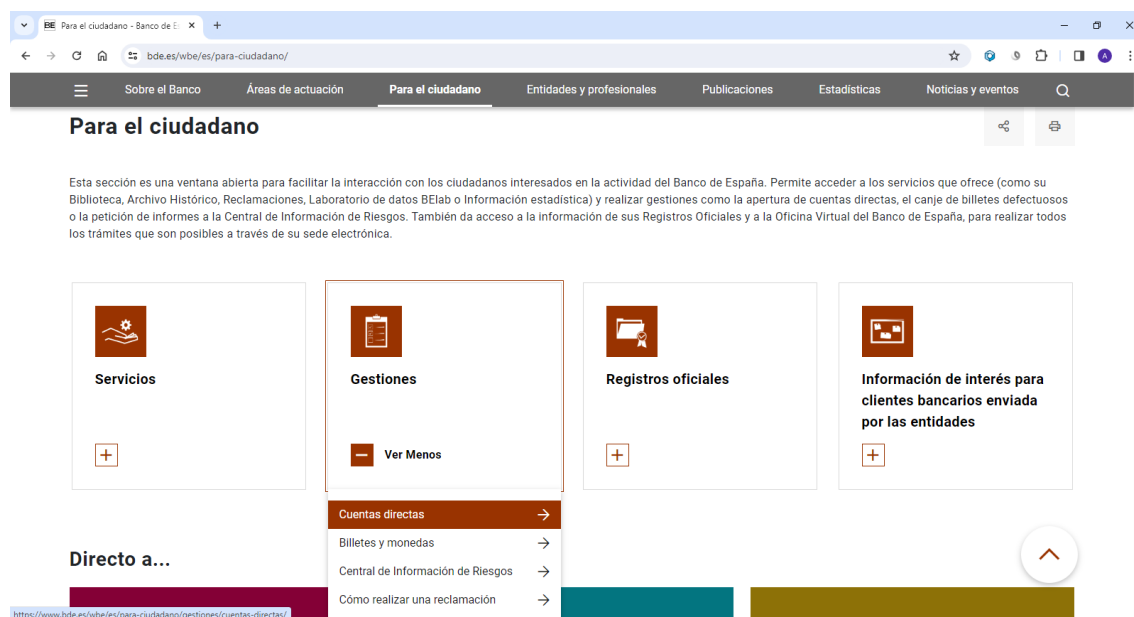 BE Para el ciudadano - Banco de E
bde.es/wbe/es/para-ciudadano/
A
Sobre el Banco Áreas de actuación Para el ciudadano Entidades y profesionales Publicaciones Estadísticas Noticias y eventos
Para el ciudadano
Esta sección es una ventana abierta para facilitar la interacción con los ciudadanos interesados en la actividad del Banco de España. Permite acceder a los servicios que ofrece (como su
Biblioteca, Archivo Histórico, Reclamaciones, Laboratorio de datos BElab o Información estadística) y realizar gestiones como la apertura de cuentas directas, el canje de billetes defectuosos
o la petición de informes a la Central de Información de Riesgos. También da acceso a la información de sus Registros Oficiales y a la Oficina Virtual del Banco de España, para realizar todos
los trámites que son posibles a través de su sede electrónica.
Servicios
Gestiones
Ver Menos
Registros oficiales
Información de interés para
clientes bancarios enviada
por las entidades
Cuentas directas
Billetes y monedas
Central de Información de Riesgos
Cómo realizar una reclamación
Directo a...
https://www.bde.es/wbe/es/para-ciudadano/gestiones/cuentas-directas/